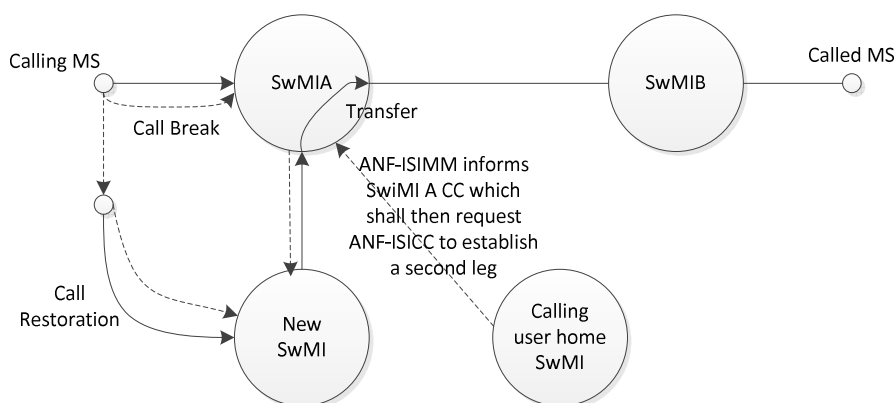 Calling MS
SwMIA
SwMIB
Called MS
Call Break
Transfer
ANF-ISIMM informs
SwiMI A CC which
shall then request
ANF-ISICC to establish
a second leg
Call
Restoration
New
SwMI
Calling
user home
SwMI